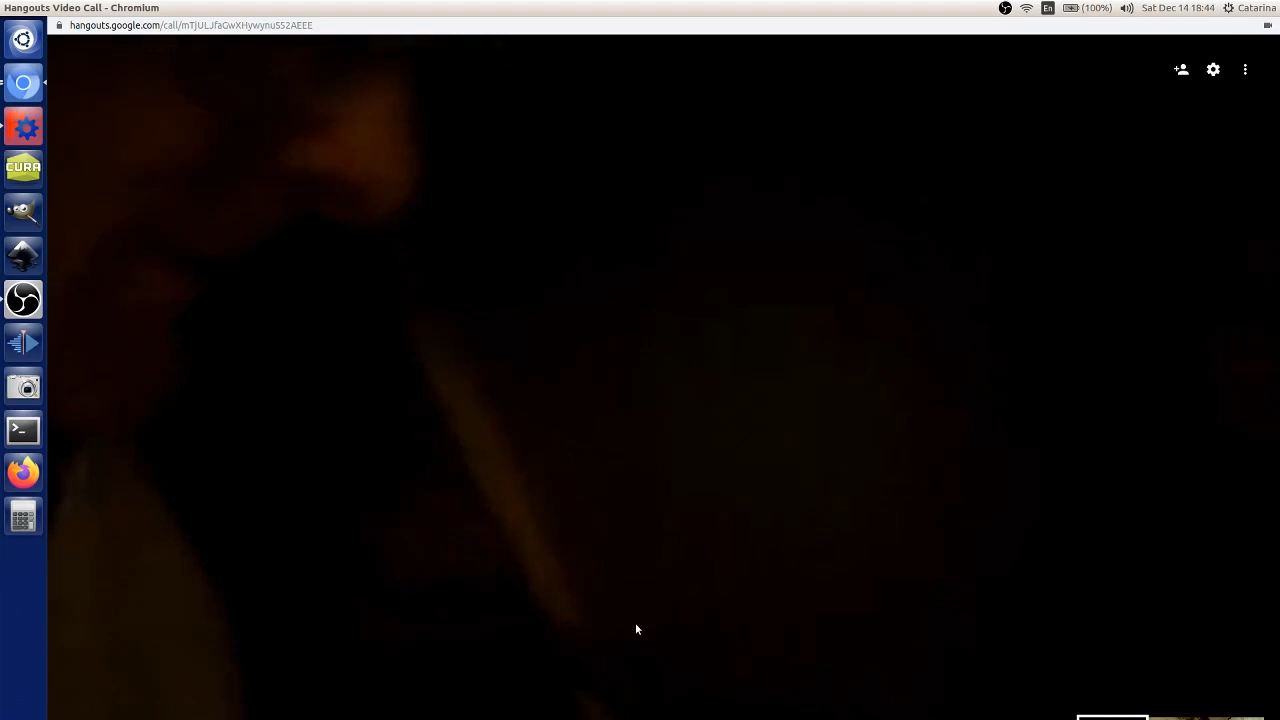 Hangouts Video Call - Chromium
En
(100%)
Sat Dec 14 18:44
Catarina
hangouts.google.com/call/mTjULJfaGwXHywynuS52AEEE
CURA
>_